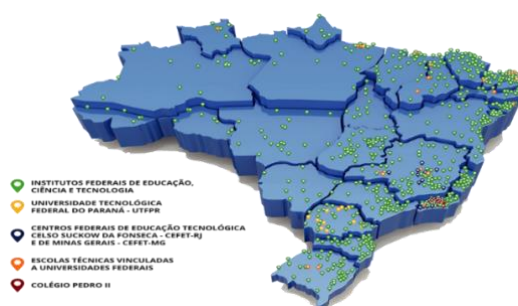 INSTITUTOS FEDERAIS DE EDUCAÇÃO,
CIÊNCIA E TECNOLOGIA
UNIVERSIDADE TECNOLÓGICA
FEDERAL DO PARANÁ - UTFPR
CENTROS FEDERAIS DE EDUCAÇÃO TECNOLÓGICA
CELSO SUCKOW DA FONSECA - CEFET-RJ
E DE MINAS GERAIS - CEFET-MG
ESCOLAS TÉCNICAS VINCULADAS
A UNIVERSIDADES FEDERAIS
COLÉGIO PEDRO II